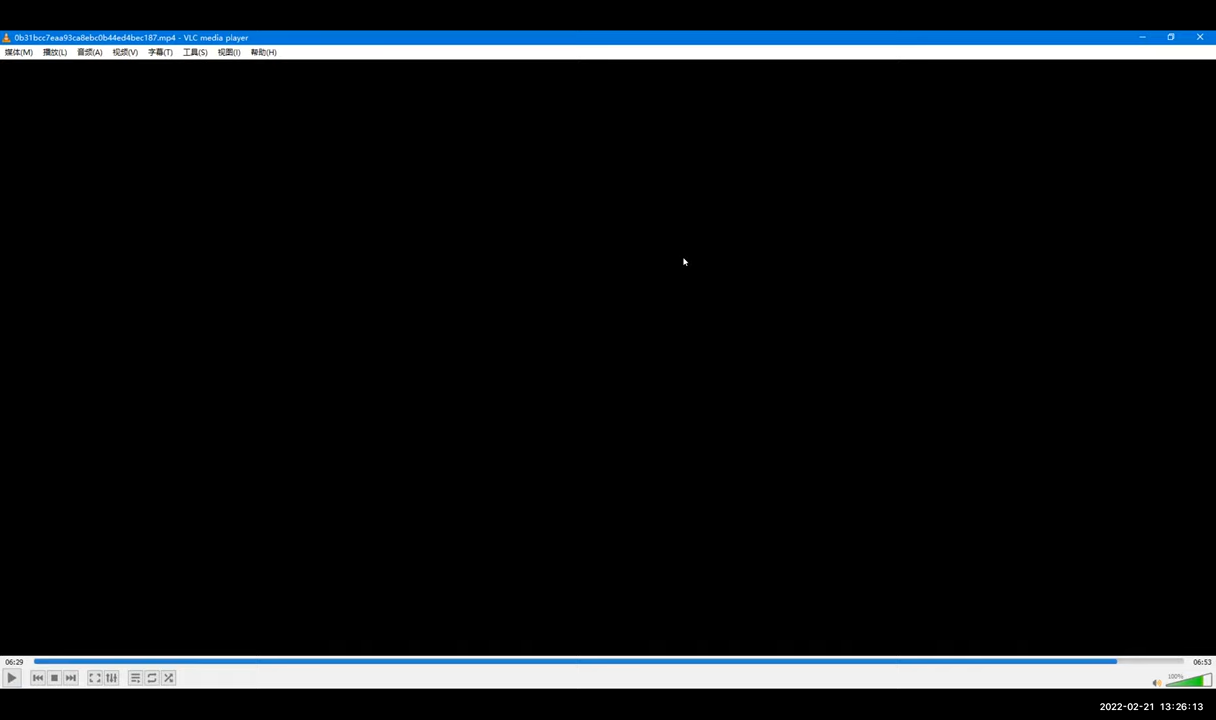 0b31bcc7eaa93ca8ebc0b44ed4bec187.mp4 - VLC media player
媒体(M) 播放(L) 音频(A) 视频(V) 字幕(T) 工具(S) 视图(I) 帮助(H)
06:29 06:53
100%
2022-02-21 13:26:13